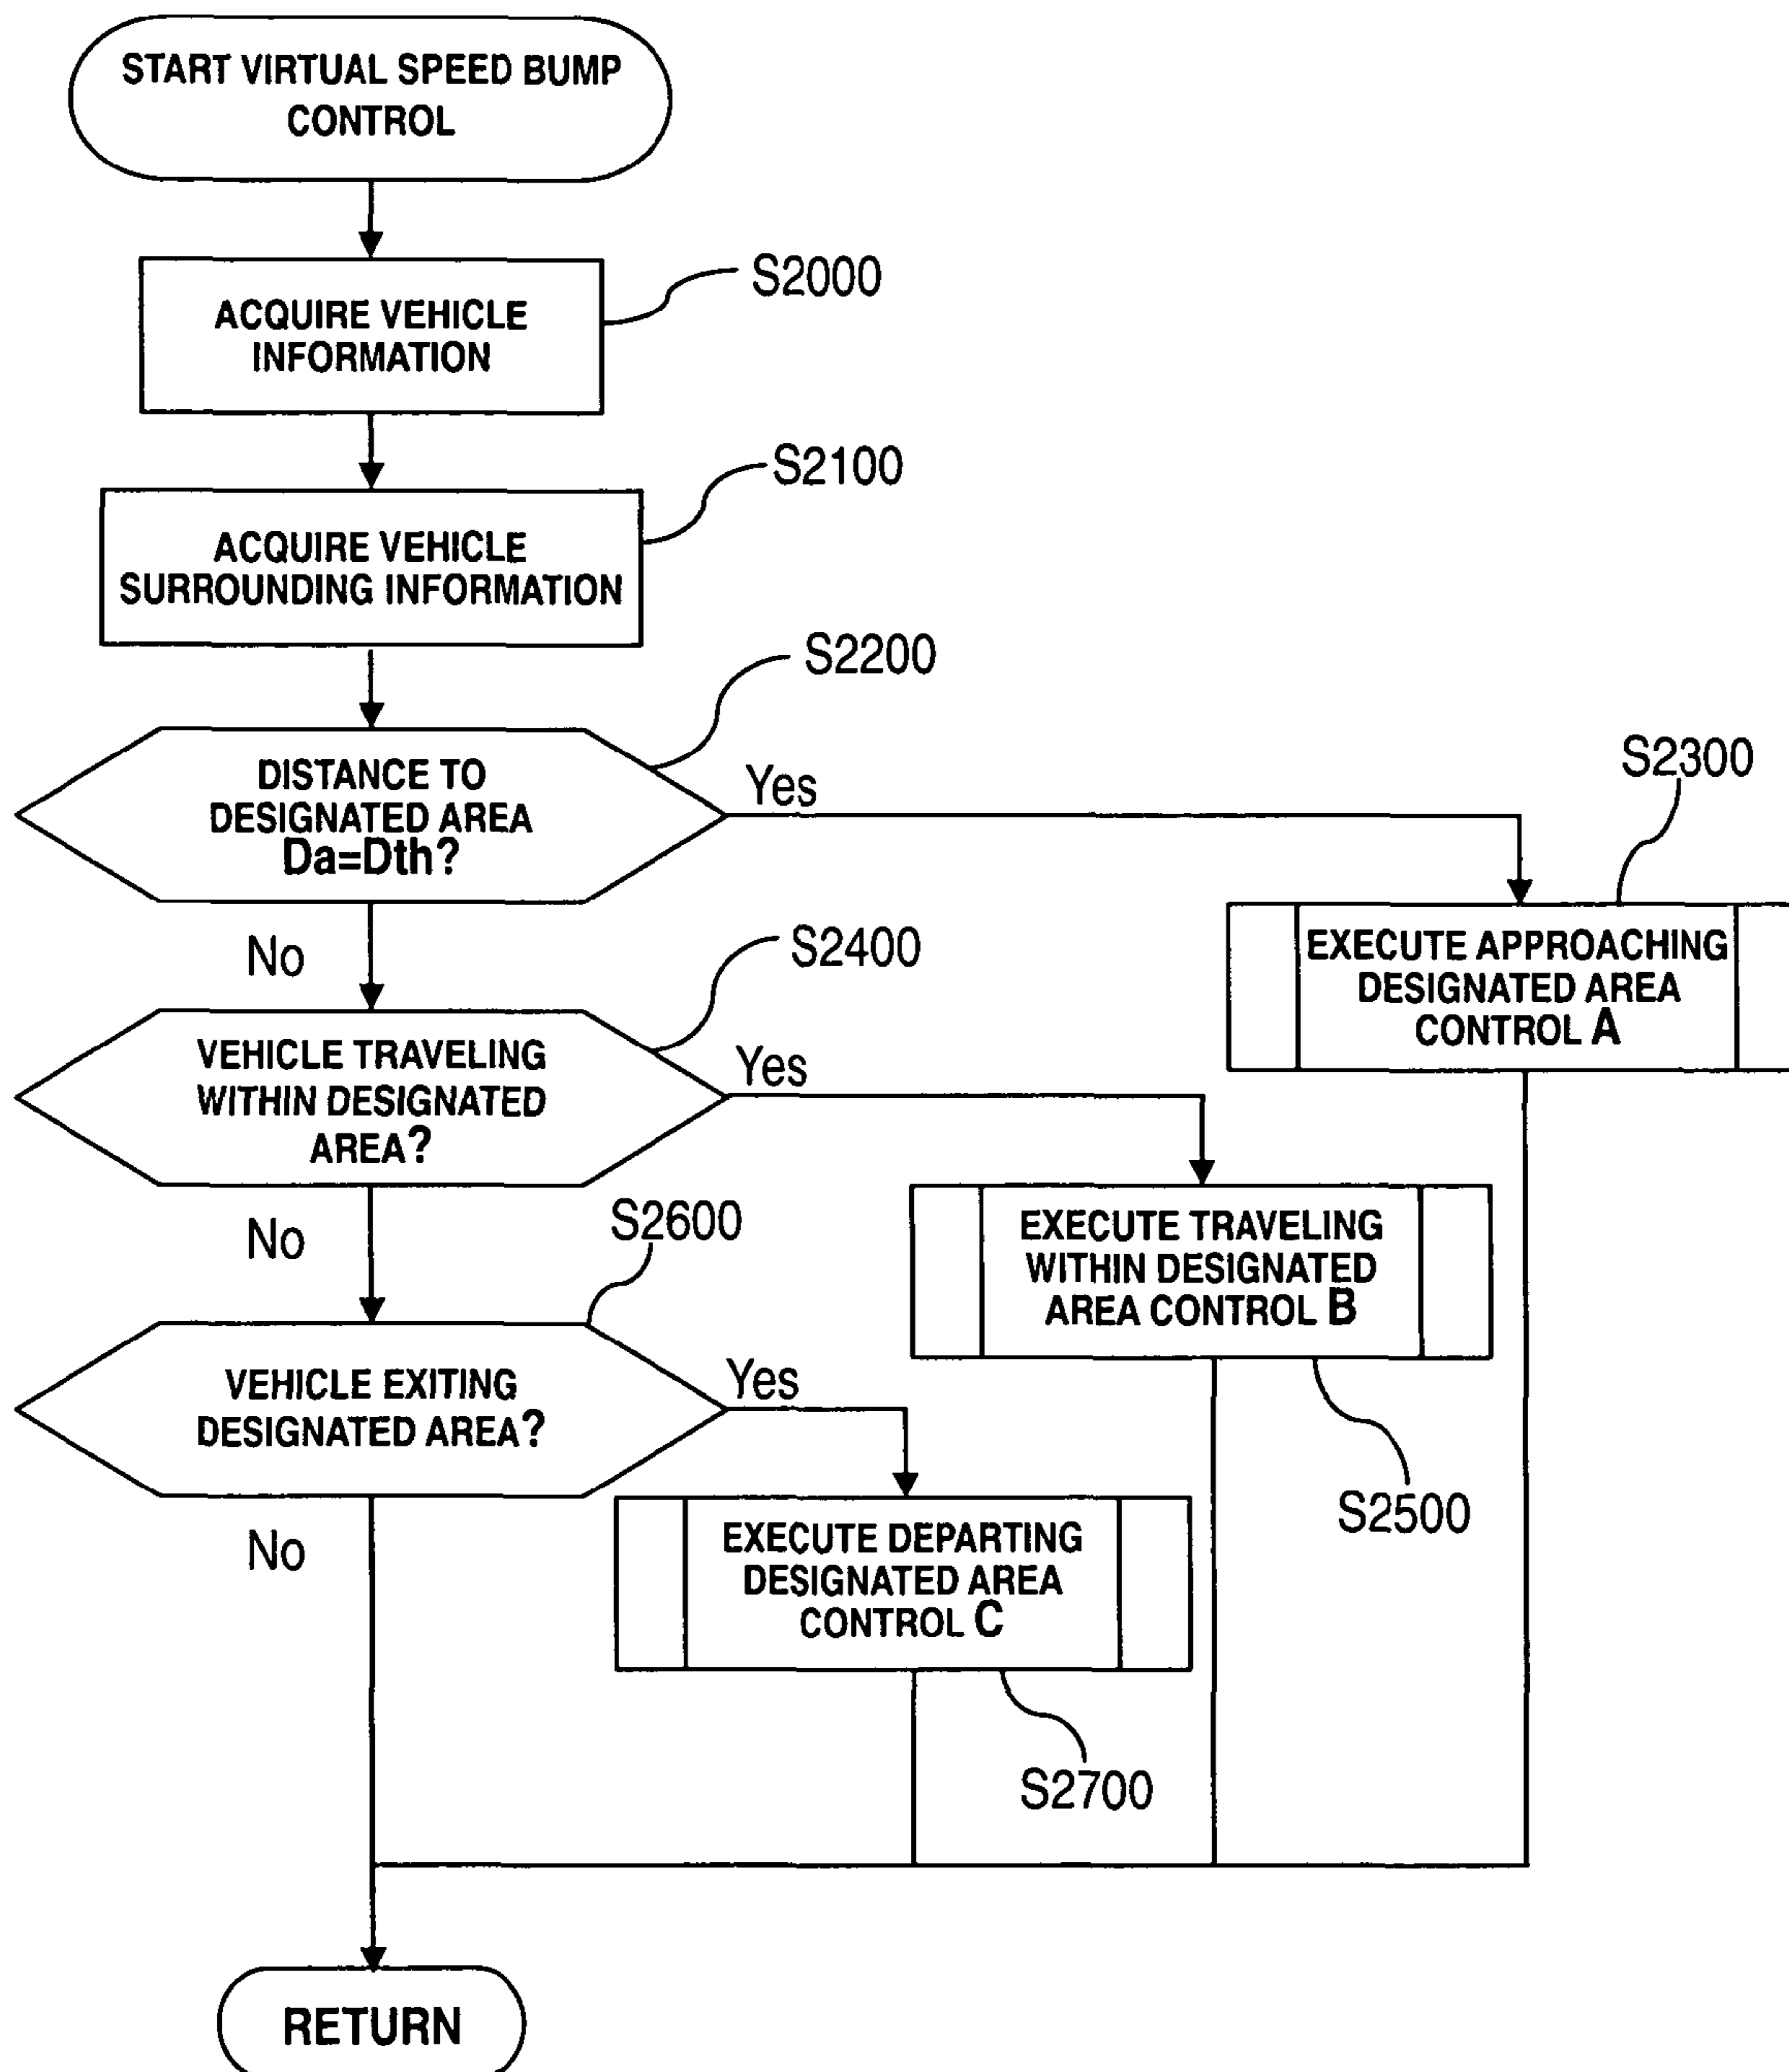 START VIRTUAL SPEED BUMP
CONTROL
S2000
ACQUIRE VEHICLE
INFORMATION
S2100
ACQUIRE VEHICLE
SURROUNDING INFORMATION
S2200
DISTANCE TO
DESIGNATED AREA
Da=Dth?
Yes
S2300
EXECUTE APPROACHING
DESIGNATED AREA
CONTROL A
No
S2400
VEHICLE TRAVELING
WITHIN DESIGNATED
AREA?
Yes
EXECUTE TRAVELING
WITHIN DESIGNATED
AREA CONTROL B
S2500
No
S2600
VEHICLE EXITING
DESIGNATED AREA?
Yes
EXECUTE DEPARTING
DESIGNATED AREA
CONTROL C
S2700
No
RETURN